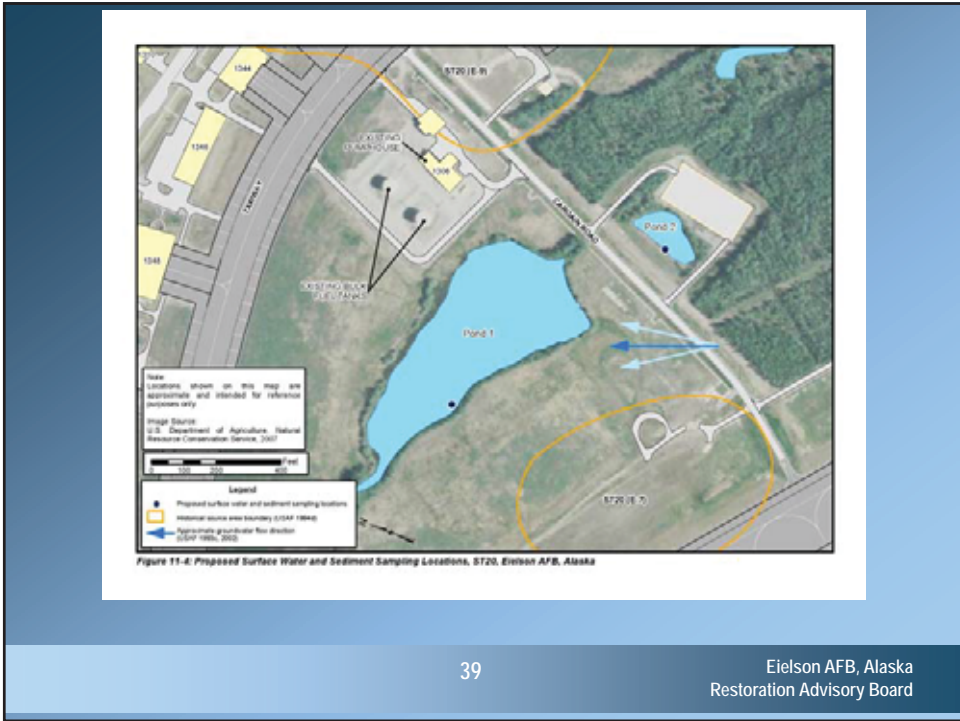 1344
ST20 (E-9)
EXISTING
PUMPHOUSE
1346
1306
TAXIWAY
CAPTAIN ROAD
Pond 2
1348
EXISTING BULK
FUEL TANKS
Pond 1
Note:
Locations shown on this map are
approximate and intended for reference
purposes only.
Image Source:
U.S. Department of Agriculture, Natural
Resource Conservation Service, 2007
Feet
0 100 200 400
ST20 (E-7)
Legend
Proposed surface water and sediment sampling locations
Historical source area boundary (USAF
Approximate groundwater flow direction
(USAF
Figure 11-4: Proposed Surface Water and Sediment Sampling Locations, ST20, Eielson AFB, Alaska
39
Eielson AFB, Alaska
Restoration Advisory Board